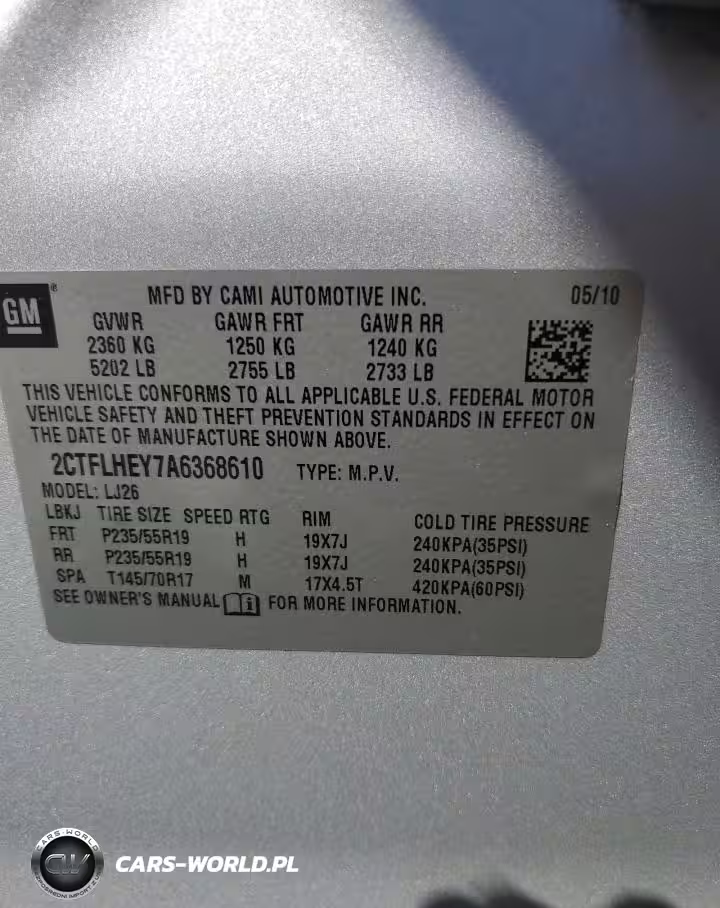 GM®
MFD BY CAMI AUTOMOTIVE INC. 05/10
GVWR GAWR FRT GAWR RR
2360 KG 1250 KG 1240 KG
5202 LB 2755 LB 2733 LB
THIS VEHICLE CONFORMS TO ALL APPLICABLE U.S. FEDERAL MOTOR
VEHICLE SAFETY AND THEFT PREVENTION STANDARDS IN EFFECT ON
THE DATE OF MANUFACTURE SHOWN ABOVE.
2CTFLHEY7A6368610 TYPE: M.P.V.
MODEL: LJ26
LBKJ TIRE SIZE SPEED RTG RIM COLD TIRE PRESSURE
FRT P235/55R19 H 19X7J 240KPA(35PSI)
RR P235/55R19 H 19X7J 240KPA(35PSI)
SPA T145/70R17 M 17X4.5T 420KPA(60PSI)
SEE OWNER'S MANUAL FOR MORE INFORMATION.
CARS-WORLD
CW
CARS-WORLD.PL